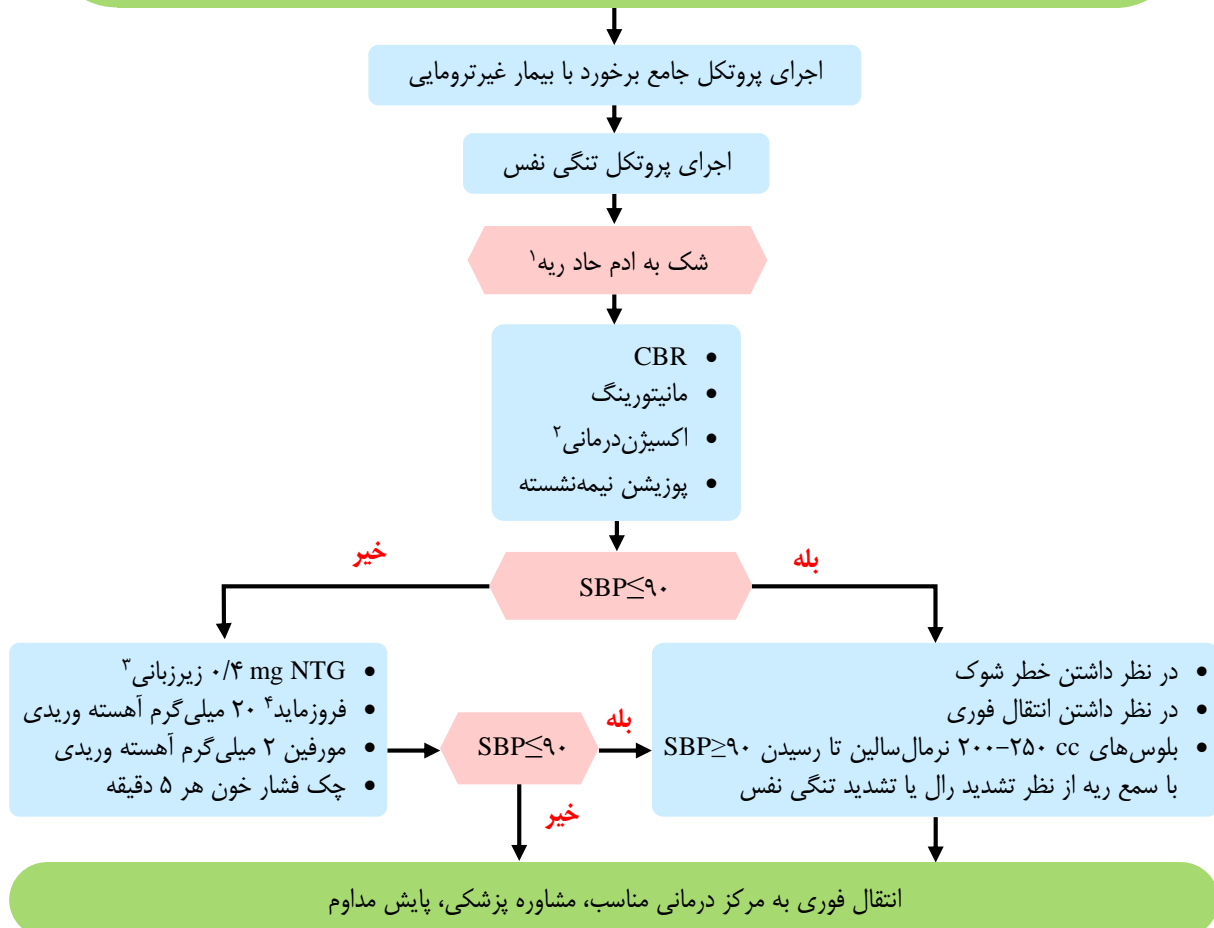 اجرای پروتکل جامع برخورد با بیمار غیرترومایی
اجرای پروتکل تنگی نفس
شک به ادم حاد ریه۱
• CBR
• مانیتورینگ
• اکسیژن‌درمانی۲
• پوزیشن نیمه‌نشسته
بله
خیر
SBP≤۹۰
• در نظر داشتن خطر شوک
• در نظر داشتن انتقال فوری
• بلوس‌های ۲۰۰-۲۵۰ cc نرمال‌سالین تا رسیدن SBP≥۹۰
با سمع ریه از نظر تشدید رال یا تشدید تنگی نفس
• ۰/۴ mg NTG زیرزبانی۳
• فروزماید۴ ۲۰ میلی‌گرم آهسته وریدی
• مورفین ۲ میلی‌گرم آهسته وریدی
• چک فشار خون هر ۵ دقیقه
بله
SBP≤۹۰
خیر
انتقال فوری به مرکز درمانی مناسب، مشاوره پزشکی، پایش مداوم